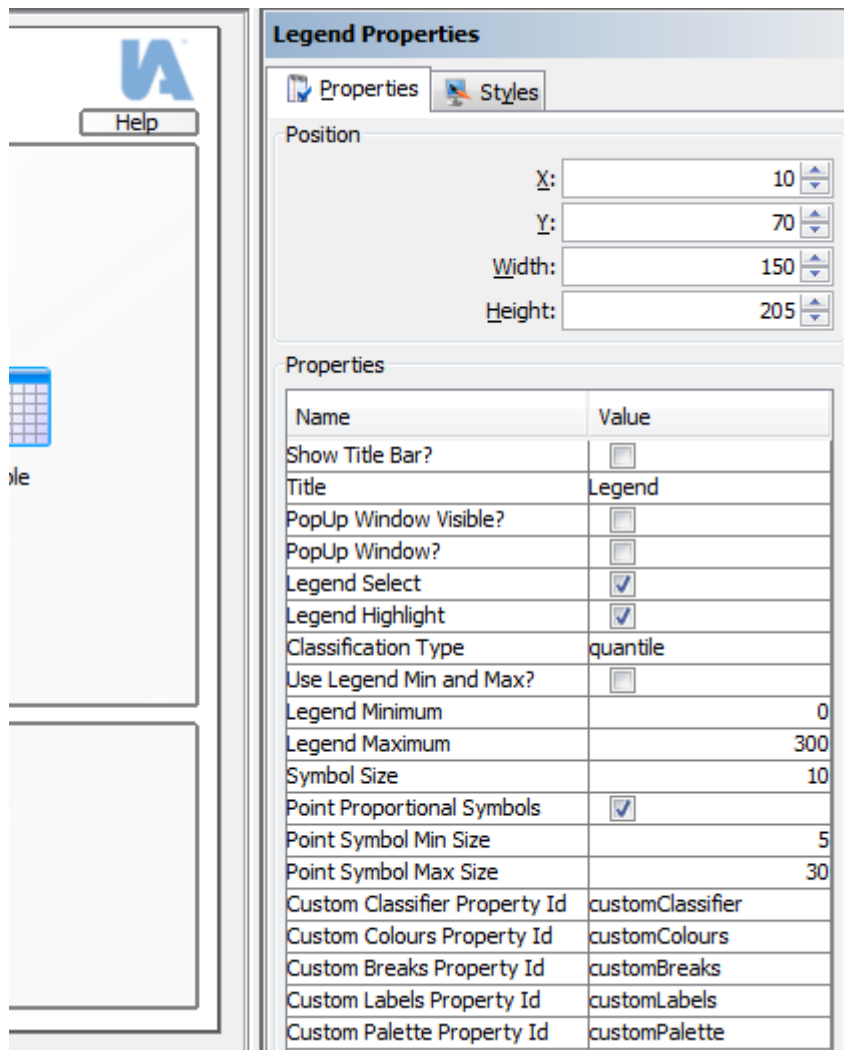 Help
ble
Legend Properties
Properties
Styles
Position
X: 10
Y: 70
Width: 150
Height: 205
Properties
Name Value
Show Title Bar?
Title Legend
PopUp Window Visible?
PopUp Window?
Legend Select
Legend Highlight
Classification Type quantile
Use Legend Min and Max?
Legend Minimum 0
Legend Maximum 300
Symbol Size 10
Point Proportional Symbols
Point Symbol Min Size 5
Point Symbol Max Size 30
Custom Classifier Property Id customClassifier
Custom Colours Property Id customColours
Custom Breaks Property Id customBreaks
Custom Labels Property Id customLabels
Custom Palette Property Id customPalette